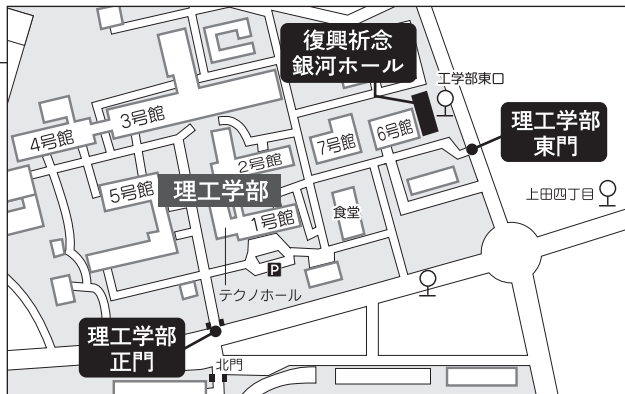 復興祈念
銀河ホール
工学部東口
3号館
4号館
7号館
6号館
理工学部
東門
2号館
5号館
理工学部
上田四丁目
1号館
食堂
P
テクノホール
理工学部
正門
北門